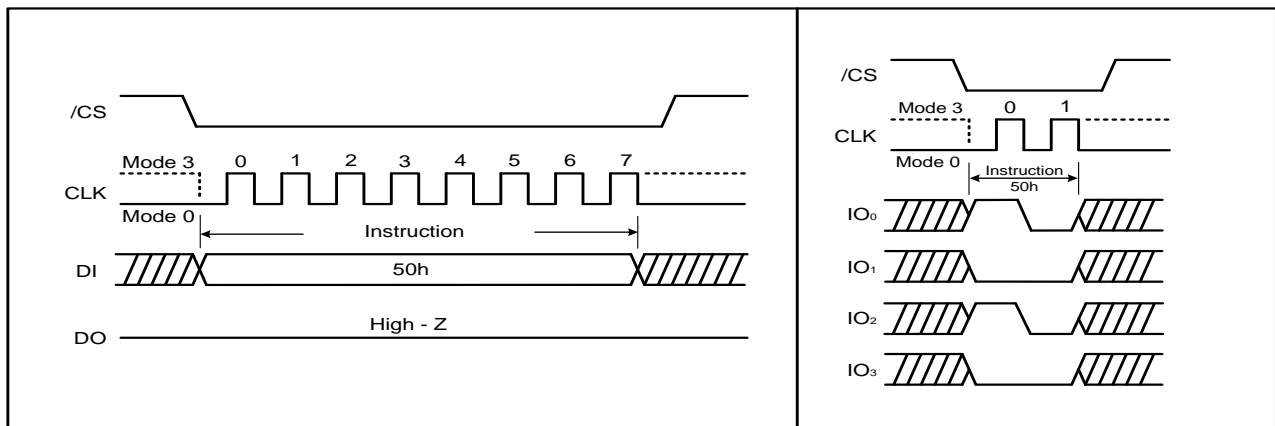 /CS
Mode 3
0 1 2 3 4 5 6 7
CLK
Mode 0
Instruction
DI
50h
High - Z
DO
/CS
Mode 3
0 1
CLK
Mode 0
Instruction
50h
IO₀
IO₁
IO₂
IO₃